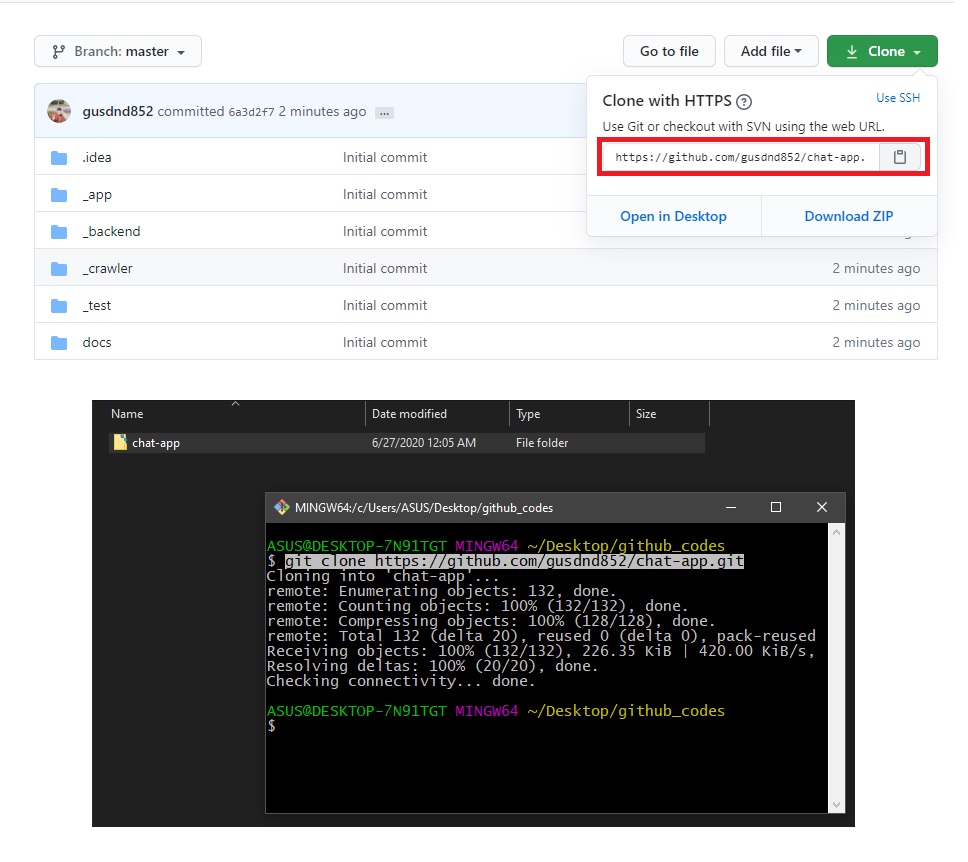 Branch: master
Go to file
Add file
Clone
gusdnd852 committed 6a3d2f7 2 minutes ago ...
Clone with HTTPS ?
Use SSH
Use Git or checkout with SVN using the web URL.
https://github.com/gusdnd852/chat-app.
Open in Desktop
Download ZIP
.idea Initial commit
_app Initial commit
_backend Initial commit
_crawler Initial commit 2 minutes ago
_test Initial commit 2 minutes ago
docs Initial commit 2 minutes ago
Name Date modified Type Size
chat-app 6/27/2020 12:05 AM File folder
MINGW64:/c/Users/ASUS/Desktop/github_codes
ASUS@DESKTOP-7N91TGT MINGW64 ~/Desktop/github_codes
$ git clone https://github.com/gusdnd852/chat-app.git
Cloning into 'chat-app'...
remote: Enumerating objects: 132, done.
remote: Counting objects: 100% (132/132), done.
remote: Compressing objects: 100% (128/128), done.
remote: Total 132 (delta 20), reused 0 (delta 0), pack-reused
Receiving objects: 100% (132/132), 226.35 KiB | 420.00 KiB/s,
Resolving deltas: 100% (20/20), done.
Checking connectivity... done.
ASUS@DESKTOP-7N91TGT MINGW64 ~/Desktop/github_codes
$